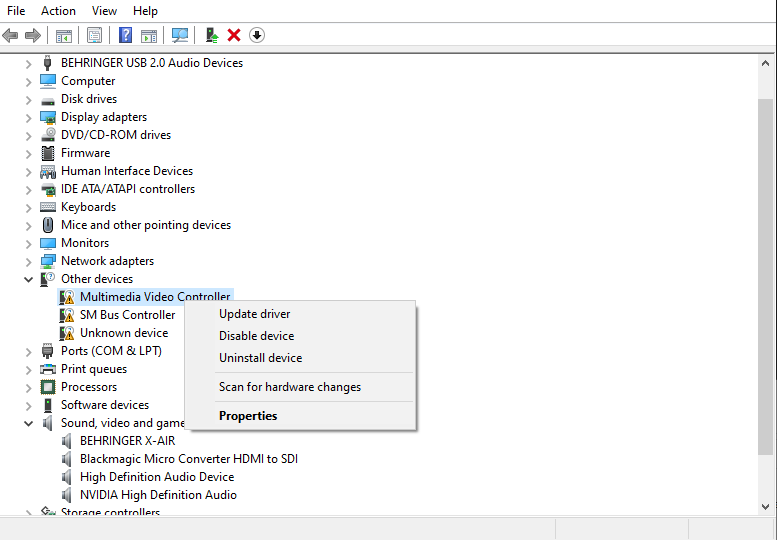 File Action View Help
BEHRINGER USB 2.0 Audio Devices
Computer
Disk drives
Display adapters
DVD/CD-ROM drives
Firmware
Human Interface Devices
IDE ATA/ATAPI controllers
Keyboards
Mice and other pointing devices
Monitors
Network adapters
Other devices
Multimedia Video Controller
SM Bus Controller
Unknown device
Ports (COM & LPT)
Print queues
Processors
Software devices
Sound, video and game
BEHRINGER X-AIR
Blackmagic Micro Converter HDMI to SDI
High Definition Audio Device
NVIDIA High Definition Audio
Storage controllers
Update driver
Disable device
Uninstall device
Scan for hardware changes
Properties